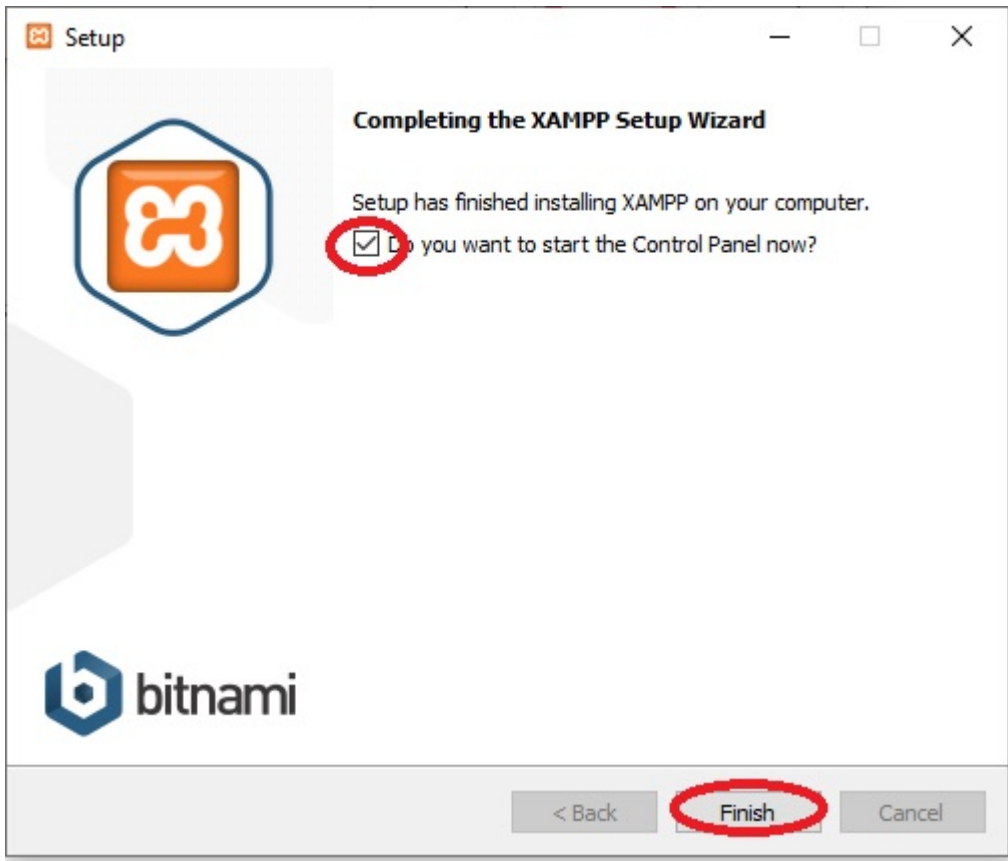 Setup
Completing the XAMPP Setup Wizard
Setup has finished installing XAMPP on your computer.
Do you want to start the Control Panel now?
bitnami
< Back
Finish
Cancel